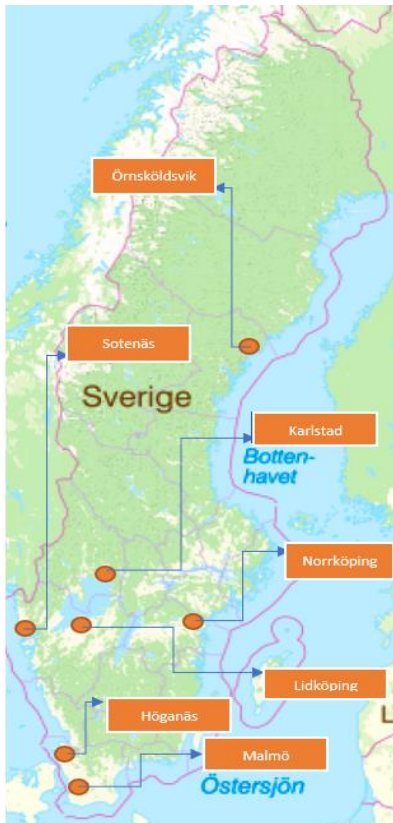 Örnsköldsvik
Sotenäs
Sverige
Karlstad
Botten-
havet
Norrköping
Lidköping
Höganäs
Malmö
Östersjön
L